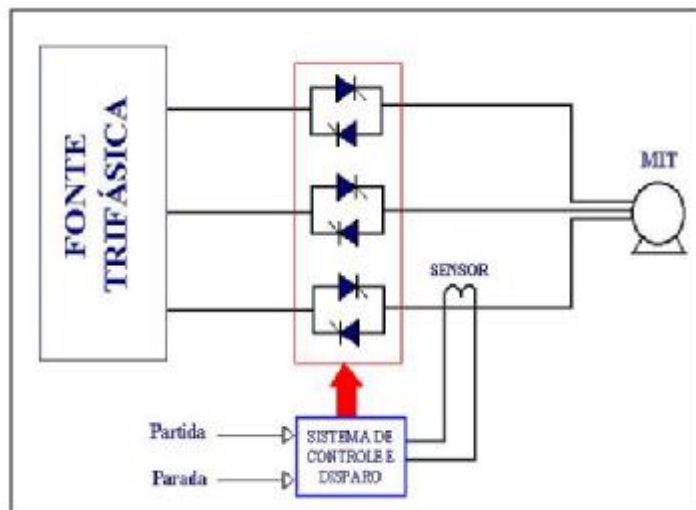 FONTE
TRIFÁSICA
MIT
SENSOR
Partida
Parada
SISTEMA DE
CONTROLE E
DISPARO